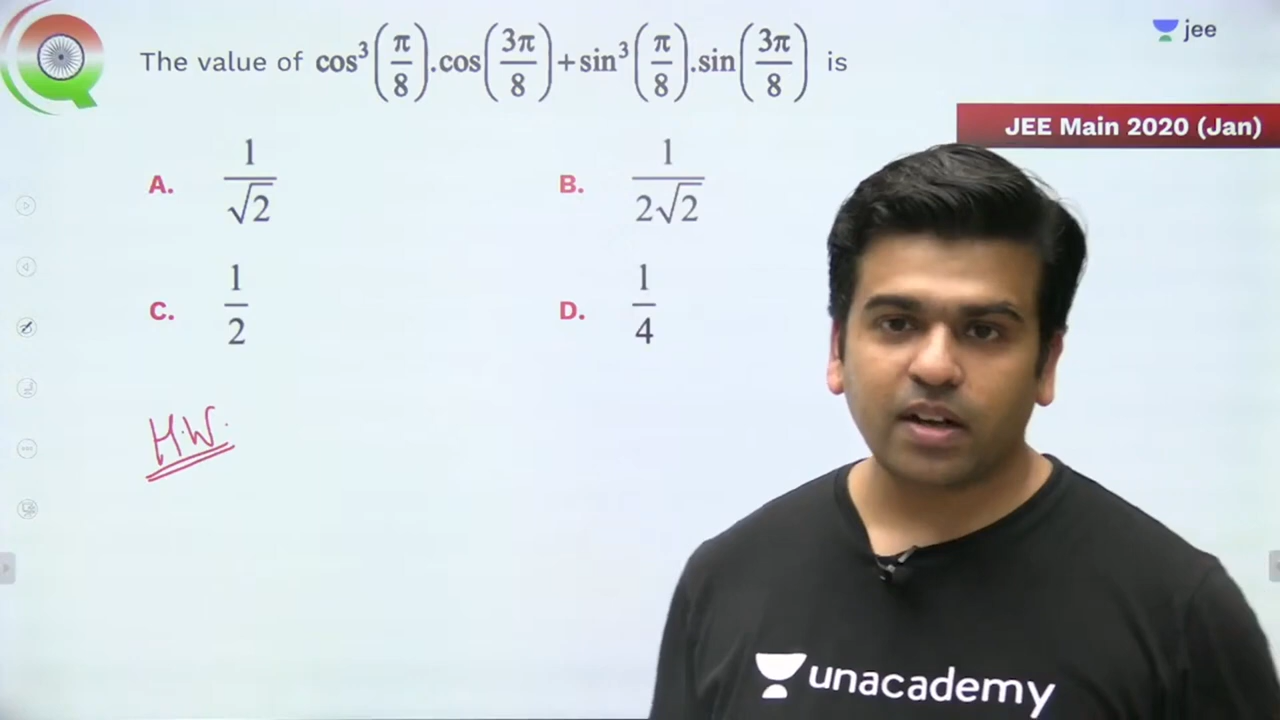 jee
The value of cos³(π/8).cos(3π/8)+sin³(π/8).sin(3π/8) is
JEE Main 2020 (Jan)
A. 1/√2
B. 1/2√2
C. 1/2
D. 1/4
H.W.
unacademy